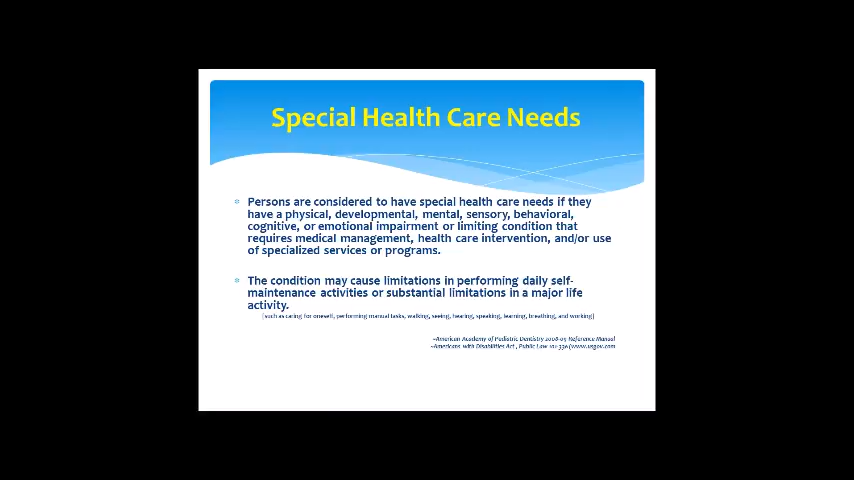 Special Health Care Needs
Persons are considered to have special health care needs if they
have a physical, developmental, mental, sensory, behavioral,
cognitive, or emotional impairment or limiting condition that
requires medical management, health care intervention, and/or use
of specialized services or programs.
The condition may cause limitations in performing daily self-
maintenance activities or substantial limitations in a major life
activity.
[such as caring for oneself, performing manual tasks, walking, seeing, hearing, speaking, learning, breathing, and working]
~American Academy of Pediatric Dentistry 2008-09 Reference Manual
~Americans with Disabilities Act , Public Law 101-336 (www.usgov.com